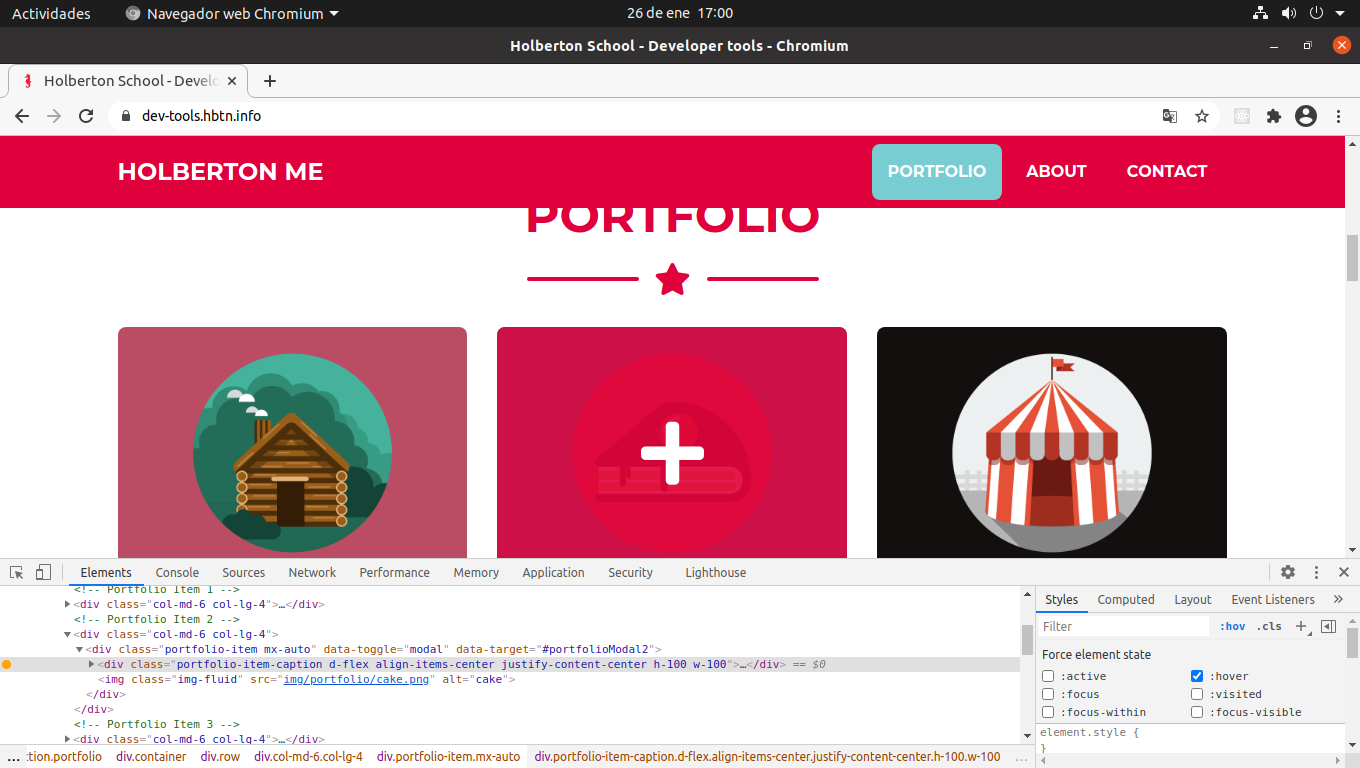 Actividades
Navegador web Chromium
26 de ene 17:00
Holberton School - Developer tools - Chromium
Holberton School - Develo
dev-tools.hbtn.info
HOLBERTON ME
PORTFOLIO
ABOUT
CONTACT
PORTFOLIO
Elements
Console
Sources
Network
Performance
Memory
Application
Security
Lighthouse
<!-- Portfolio Item 1 -->
<div class="col-md-6 col-lg-4">…</div>
<!-- Portfolio Item 2 -->
<div class="col-md-6 col-lg-4">
<div class="portfolio-item mx-auto" data-toggle="modal" data-target="#portfolioModal2">
<div class="portfolio-item-caption d-flex align-items-center justify-content-center h-100 w-100">…</div> == $0
<img class="img-fluid" src="img/portfolio/cake.png" alt="cake">
</div>
</div>
<!-- Portfolio Item 3 -->
<div class="col-md-6 col-lg-4">…</div>
... tion.portfolio div.container div.row div.col-md-6.col-lg-4 div.portfolio-item.mx-auto div.portfolio-item-caption.d-flex.align-items-center.justify-content-center.h-100.w-100 ...
Styles
Computed
Layout
Event Listeners
»
Filter
:hov
.cls
+
Force element state
:active
:hover
:focus
:visited
:focus-within
:focus-visible
element.style {
}